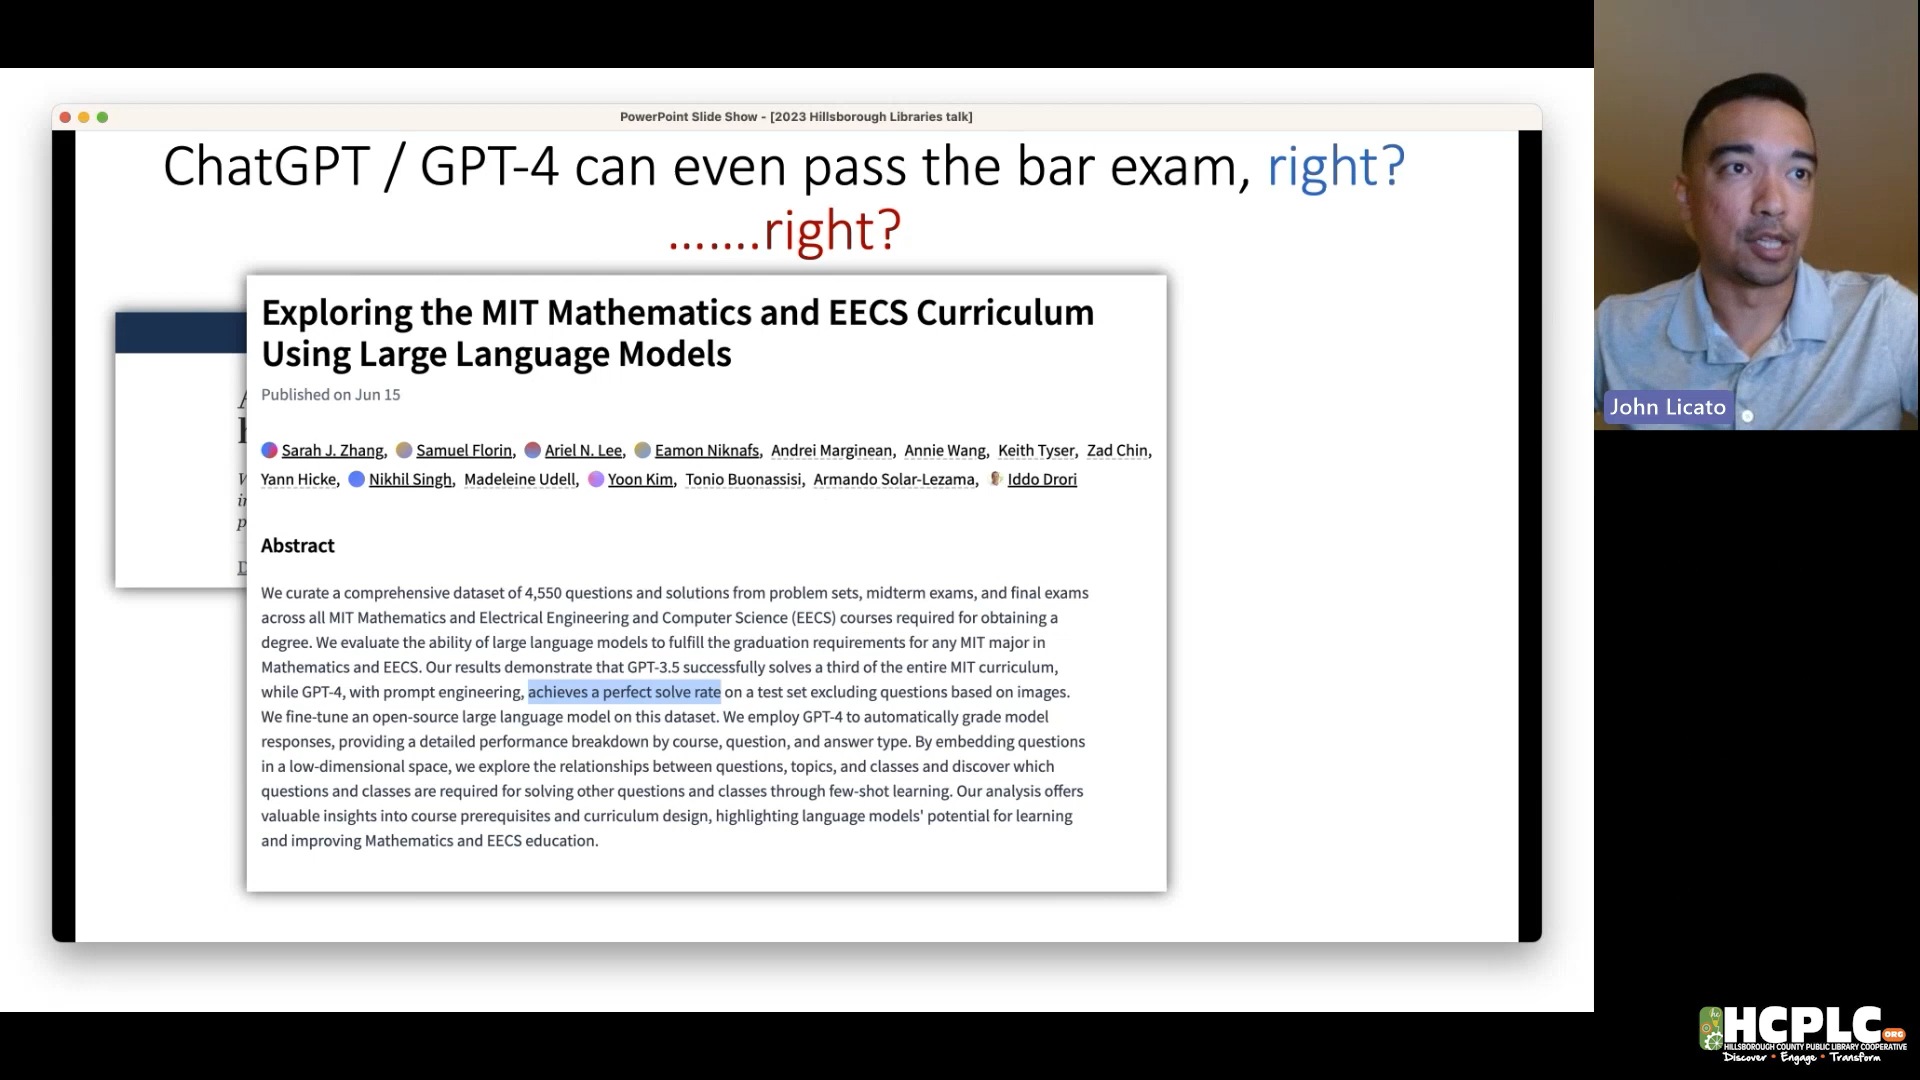 PowerPoint Slide Show - [2023 Hillsborough Libraries talk]
ChatGPT / GPT-4 can even pass the bar exam, right?
.......right?
Exploring the MIT Mathematics and EECS Curriculum
Using Large Language Models
Published on Jun 15
Sarah J. Zhang, Samuel Florin, Ariel N. Lee, Eamon Niknafs, Andrei Marginean, Annie Wang, Keith Tyser, Zad Chin,
Yann Hicke, Nikhil Singh, Madeleine Udell, Yoon Kim, Tonio Buonassisi, Armando Solar-Lezama, Iddo Drori
Abstract
We curate a comprehensive dataset of 4,550 questions and solutions from problem sets, midterm exams, and final exams
across all MIT Mathematics and Electrical Engineering and Computer Science (EECS) courses required for obtaining a
degree. We evaluate the ability of large language models to fulfill the graduation requirements for any MIT major in
Mathematics and EECS. Our results demonstrate that GPT-3.5 successfully solves a third of the entire MIT curriculum,
while GPT-4, with prompt engineering, achieves a perfect solve rate on a test set excluding questions based on images.
We fine-tune an open-source large language model on this dataset. We employ GPT-4 to automatically grade model
responses, providing a detailed performance breakdown by course, question, and answer type. By embedding questions
in a low-dimensional space, we explore the relationships between questions, topics, and classes and discover which
questions and classes are required for solving other questions and classes through few-shot learning. Our analysis offers
valuable insights into course prerequisites and curriculum design, highlighting language models' potential for learning
and improving Mathematics and EECS education.
John Licato
HCPLC.ORG
HILLSBOROUGH COUNTY PUBLIC LIBRARY COOPERATIVE
Discover • Engage • Transform